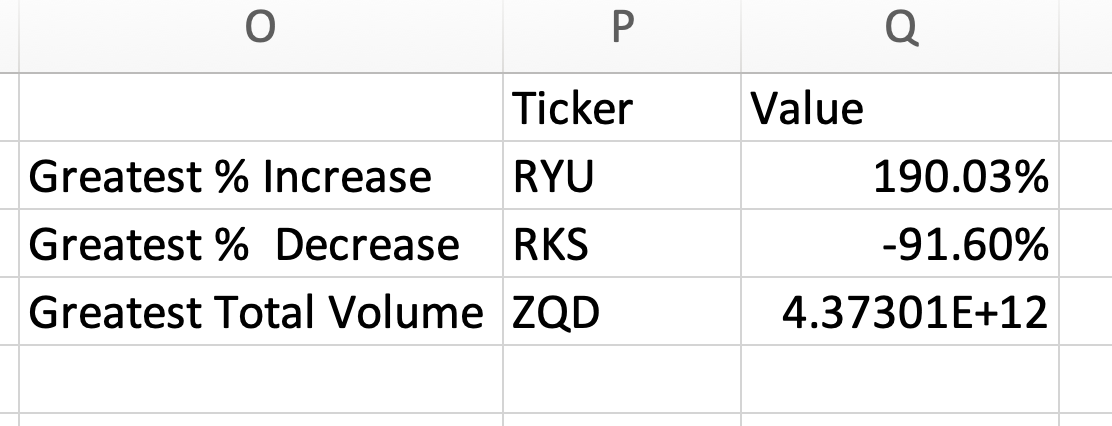 O P Q
Ticker Value
Greatest % Increase RYU 190.03%
Greatest %  Decrease RKS -91.60%
Greatest Total Volume ZQD 4.37301E+12